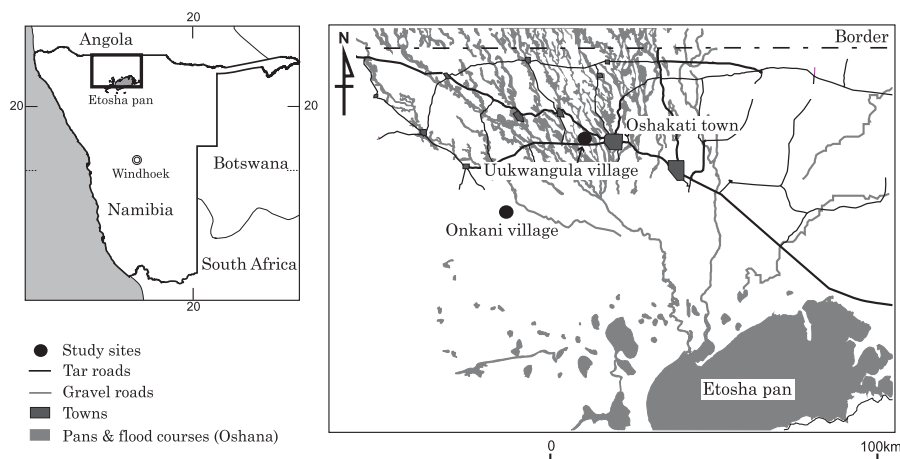 20
Angola
20
20
Etosha pan
Windhoek
Botswana
Namibia
South Africa
20
N
Border
Oshakati town
Uukwangula village
Onkani village
Etosha pan
Study sites
Tar roads
Gravel roads
Towns
Pans & flood courses (Oshana)
0
100km